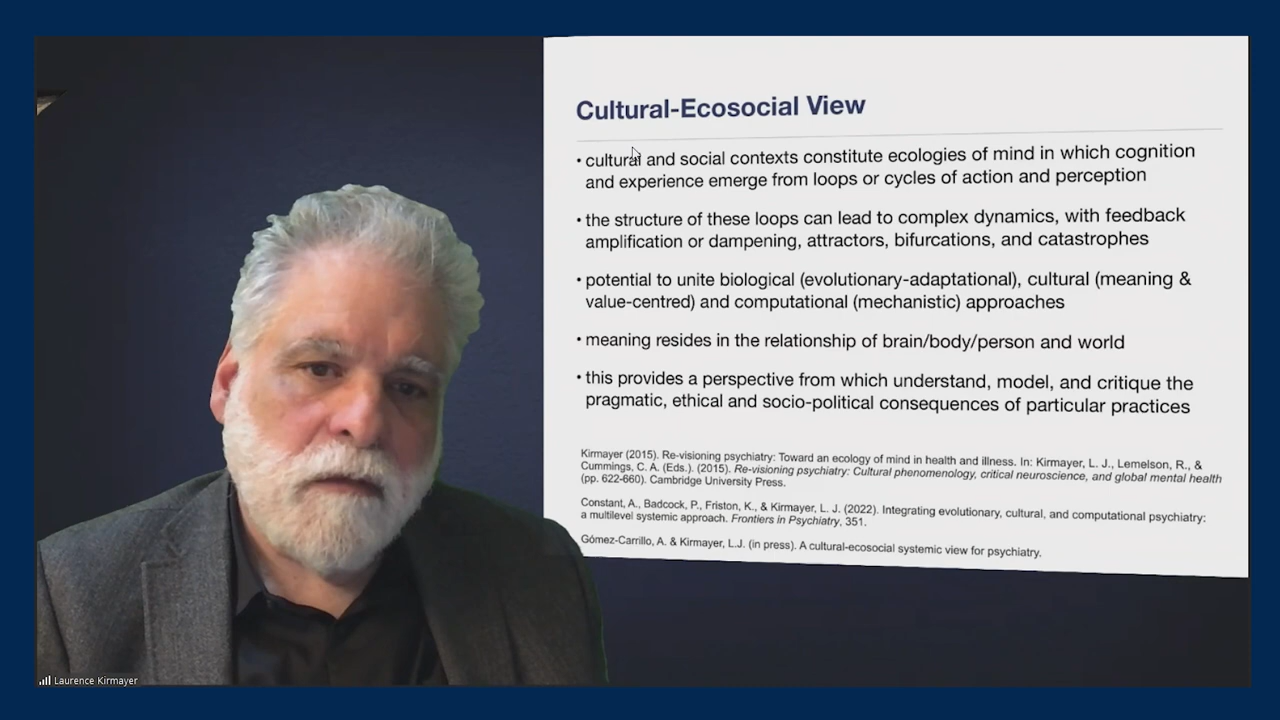 Cultural-Ecosocial View
• cultural and social contexts constitute ecologies of mind in which cognition
and experience emerge from loops or cycles of action and perception
• the structure of these loops can lead to complex dynamics, with feedback
amplification or dampening, attractors, bifurcations, and catastrophes
• potential to unite biological (evolutionary-adaptational), cultural (meaning &
value-centred) and computational (mechanistic) approaches
• meaning resides in the relationship of brain/body/person and world
• this provides a perspective from which understand, model, and critique the
pragmatic, ethical and socio-political consequences of particular practices
Kirmayer (2015). Re-visioning psychiatry: Toward an ecology of mind in health and illness. In: Kirmayer, L. J., Lemelson, R., &
Cummings, C. A. (Eds.). (2015). Re-visioning psychiatry: Cultural phenomenology, critical neuroscience, and global mental health
(pp. 622-660). Cambridge University Press.
Constant, A., Badcock, P., Friston, K., & Kirmayer, L. J. (2022). Integrating evolutionary, cultural, and computational psychiatry:
a multilevel systemic approach. Frontiers in Psychiatry, 351.
Gómez-Carrillo, A. & Kirmayer, L.J. (in press). A cultural-ecosocial systemic view for psychiatry.
Laurence Kirmayer